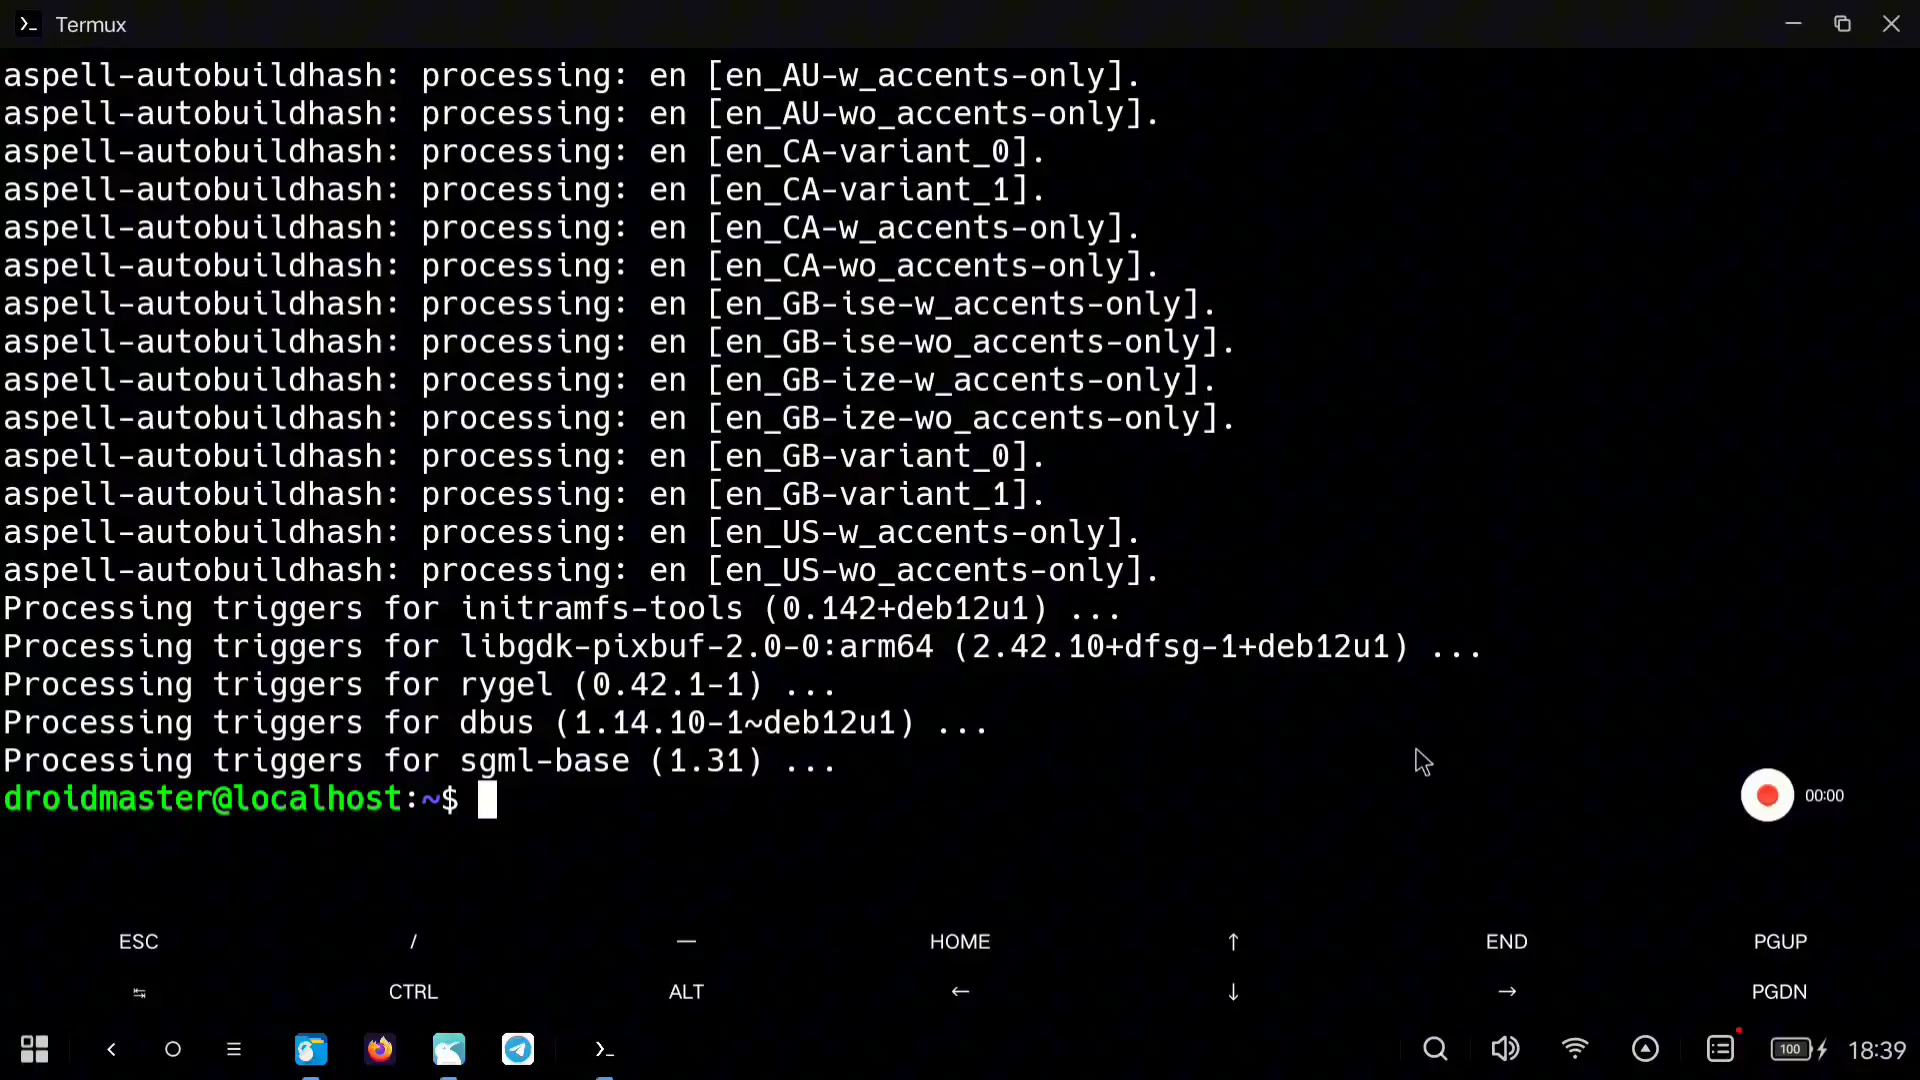 Termux
aspell-autobuildhash: processing: en [en_AU-w_accents-only].
aspell-autobuildhash: processing: en [en_AU-wo_accents-only].
aspell-autobuildhash: processing: en [en_CA-variant_0].
aspell-autobuildhash: processing: en [en_CA-variant_1].
aspell-autobuildhash: processing: en [en_CA-w_accents-only].
aspell-autobuildhash: processing: en [en_CA-wo_accents-only].
aspell-autobuildhash: processing: en [en_GB-ise-w_accents-only].
aspell-autobuildhash: processing: en [en_GB-ise-wo_accents-only].
aspell-autobuildhash: processing: en [en_GB-ize-w_accents-only].
aspell-autobuildhash: processing: en [en_GB-ize-wo_accents-only].
aspell-autobuildhash: processing: en [en_GB-variant_0].
aspell-autobuildhash: processing: en [en_GB-variant_1].
aspell-autobuildhash: processing: en [en_US-w_accents-only].
aspell-autobuildhash: processing: en [en_US-wo_accents-only].
Processing triggers for initramfs-tools (0.142+deb12u1) ...
Processing triggers for libgdk-pixbuf-2.0-0:arm64 (2.42.10+dfsg-1+deb12u1) ...
Processing triggers for rygel (0.42.1-1) ...
Processing triggers for dbus (1.14.10-1~deb12u1) ...
Processing triggers for sgml-base (1.31) ...
droidmaster@localhost:~$
00:00
ESC / — HOME ↑ END PGUP
↹ CTRL ALT ← ↓ → PGDN
100 18:39